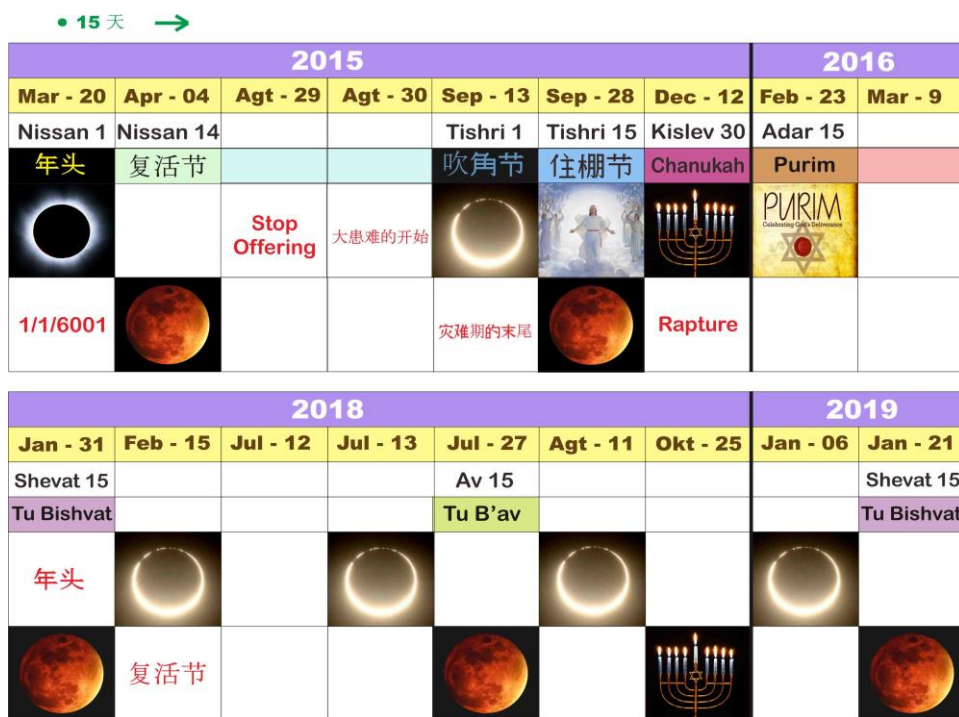 • 15 天 →
2015 2016
Mar - 20 Apr - 04 Agt - 29 Agt - 30 Sep - 13 Sep - 28 Dec - 12 Feb - 23 Mar - 9
Nissan 1 Nissan 14 Tishri 1 Tishri 15 Kislev 30 Adar 15
年头 复活节 吹角节 住棚节 Chanukah Purim
Stop Offering 大患难的开始 PURIM Celebrating God's Deliverance
1/1/6001 灾难期的末尾 Rapture
2018 2019
Jan - 31 Feb - 15 Jul - 12 Jul - 13 Jul - 27 Agt - 11 Okt - 25 Jan - 06 Jan - 21
Shevat 15 Av 15 Shevat 15
Tu Bishvat Tu B'av Tu Bishvat
年头
复活节